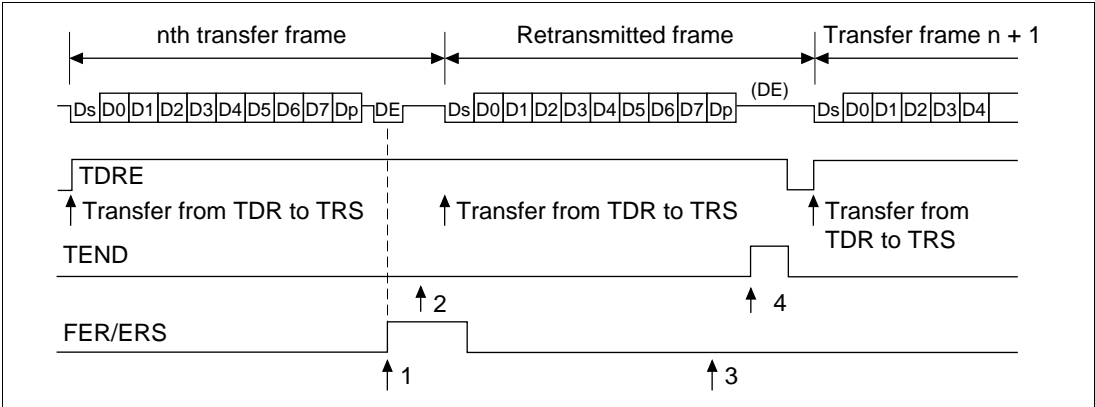 nth transfer frame Retransmitted frame Transfer frame n + 1
(DE)
Ds D0 D1 D2 D3 D4 D5 D6 D7 Dp DE Ds D0 D1 D2 D3 D4 D5 D6 D7 Dp Ds D0 D1 D2 D3 D4
TDRE
Transfer from TDR to TRS Transfer from TDR to TRS Transfer from
TDR to TRS
TEND
2 4
FER/ERS
1 3